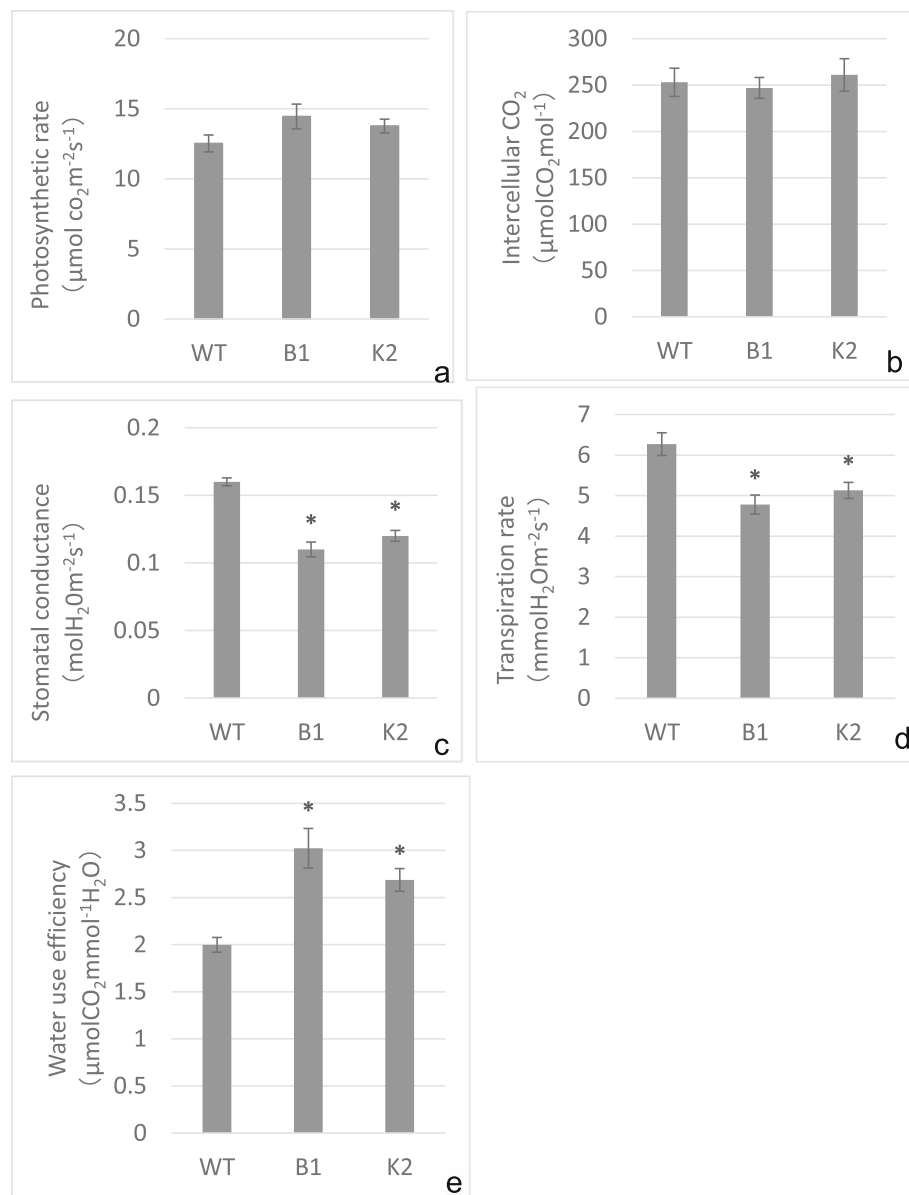 Photosynthetic rate
(μmol co₂m⁻²s⁻¹)
20
15
10
5
0
WT B1 K2
a
Intercellular CO₂
(μmolCO₂mol⁻¹)
300
250
200
150
100
50
0
WT B1 K2
b
Stomatal conductance
(molH₂0m⁻²s⁻¹)
0.2
0.15
0.1
0.05
0
* *
WT B1 K2
c
Transpiration rate
(mmolH₂Om⁻²s⁻¹)
7
6
5
4
3
2
1
0
* *
WT B1 K2
d
Water use efficiency
(μmolCO₂mmol⁻¹H₂O)
3.5
3
2.5
2
1.5
1
0.5
0
* *
WT B1 K2
e